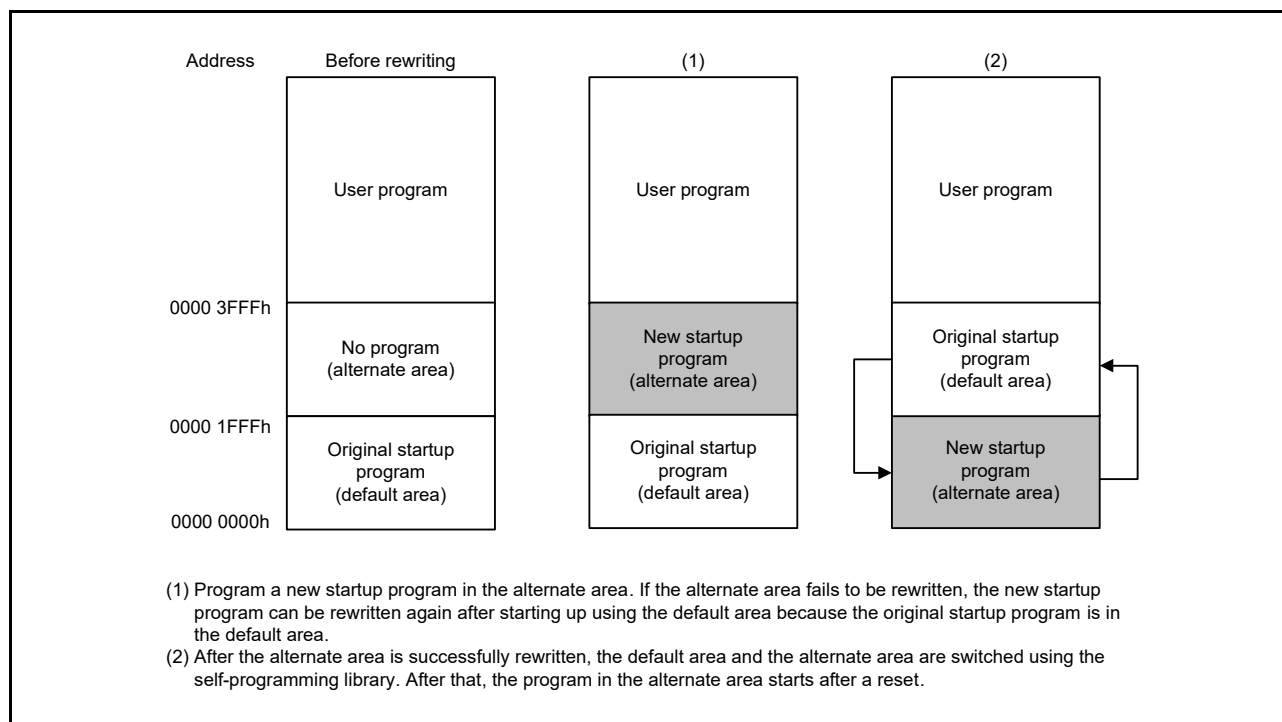 Address Before rewriting (1) (2)
User program User program User program
0000 3FFFh
No program
(alternate area)
New startup
program
(alternate area)
Original startup
program
(default area)
0000 1FFFh
Original startup
program
(default area)
Original startup
program
(default area)
New startup
program
(alternate area)
0000 0000h
(1) Program a new startup program in the alternate area. If the alternate area fails to be rewritten, the new startup
program can be rewritten again after starting up using the default area because the original startup program is in
the default area.
(2) After the alternate area is successfully rewritten, the default area and the alternate area are switched using the
self-programming library. After that, the program in the alternate area starts after a reset.